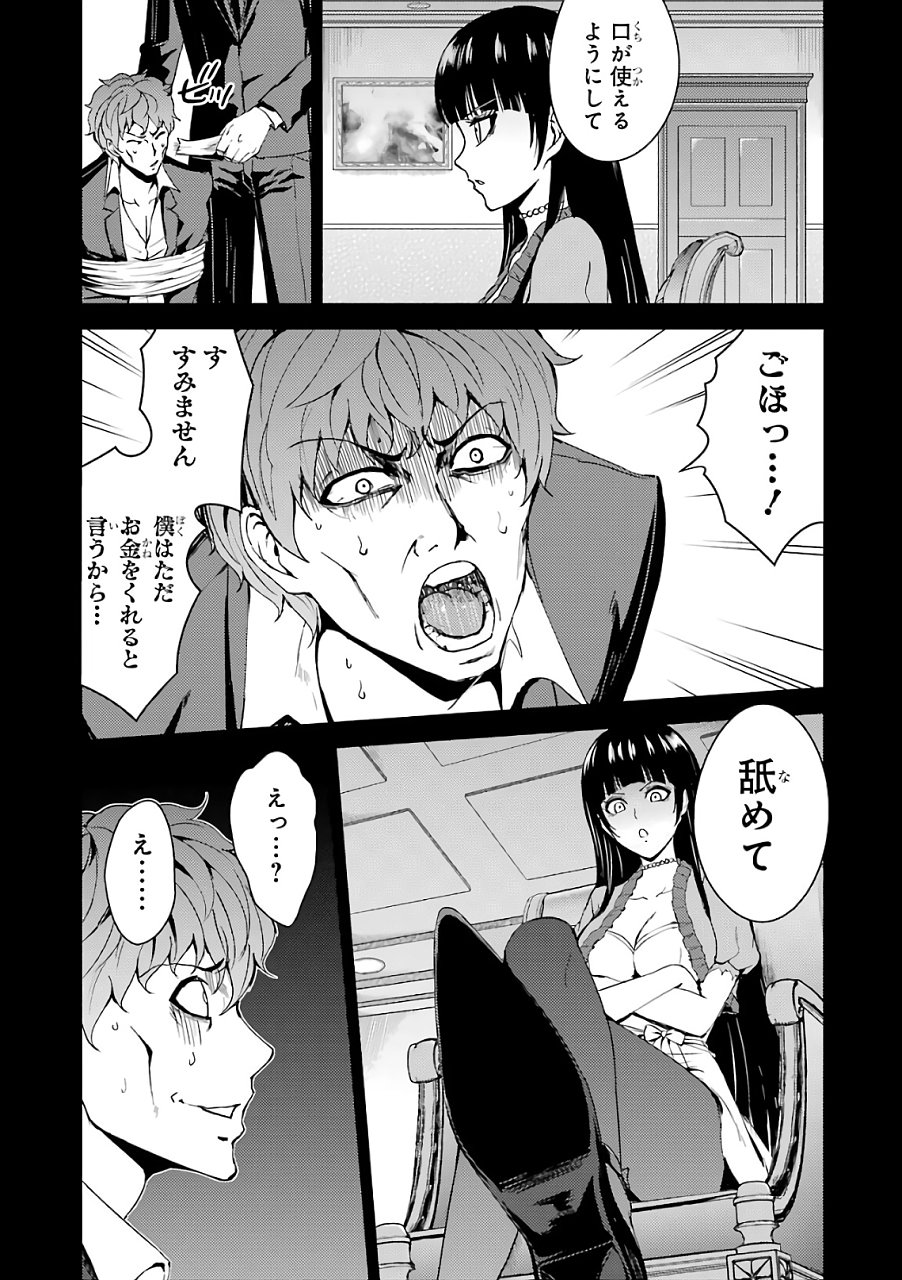 口が使える
ようにして
ビッ
ごほっ…!
す
すみません
僕はただ
お金をくれると
言うから…
舐めて
えっ…?
え……